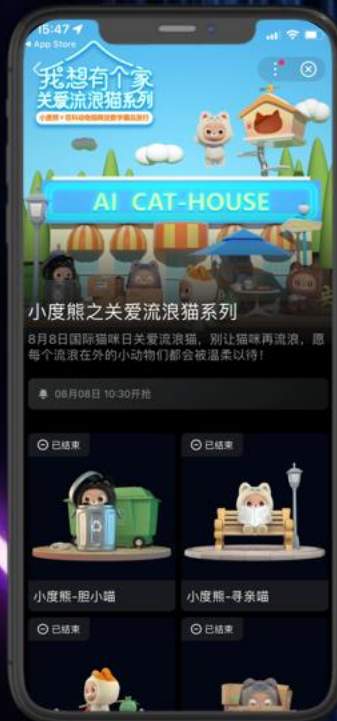 15:47
App Store
我想有个家
关爱流浪猫系列
AI CAT-HOUSE
小度熊之关爱流浪猫系列
8月8日国际猫咪日关爱流浪猫，别让猫咪再流浪，愿
每个流浪在外的小动物们都会被温柔以待！
08月08日 10:30开抢
已结束
已结束
小度熊-胆小喵
小度熊-寻亲喵
已结束
已结束